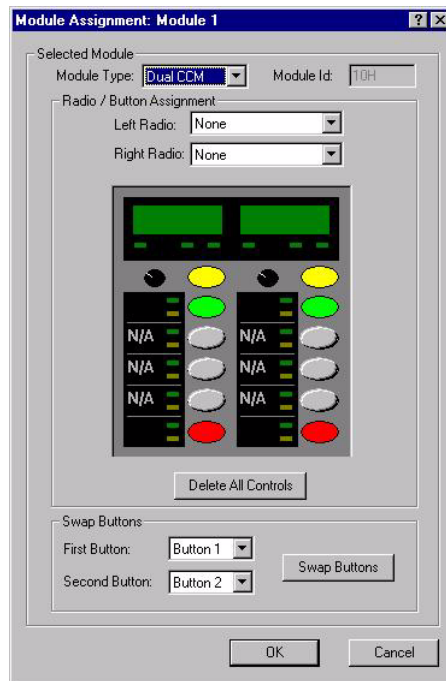 Module Assignment: Module 1
Selected Module
Module Type: Dual CCM Module Id: 10H
Radio / Button Assignment
Left Radio: None
Right Radio: None
N/A N/A
N/A N/A
N/A N/A
Delete All Controls
Swap Buttons
First Button: Button 1
Swap Buttons
Second Button: Button 2
OK Cancel